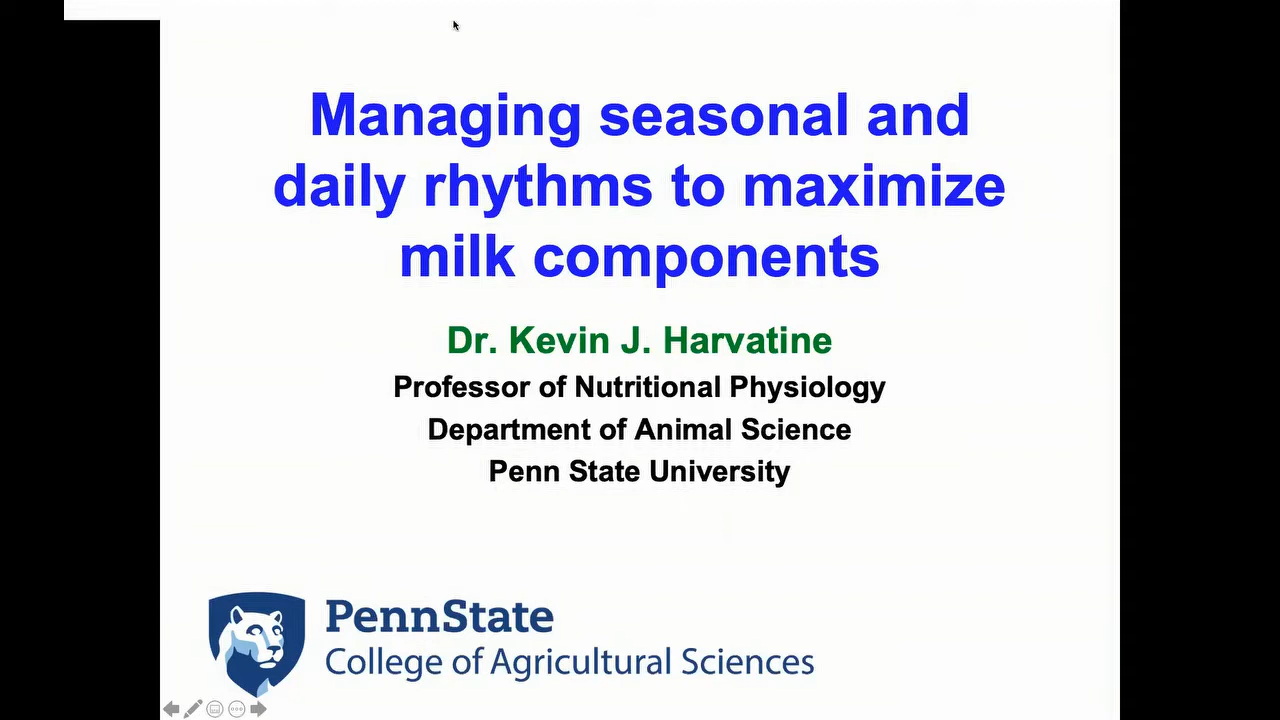 Managing seasonal and
daily rhythms to maximize
milk components
Dr. Kevin J. Harvatine
Professor of Nutritional Physiology
Department of Animal Science
Penn State University
PennState
College of Agricultural Sciences